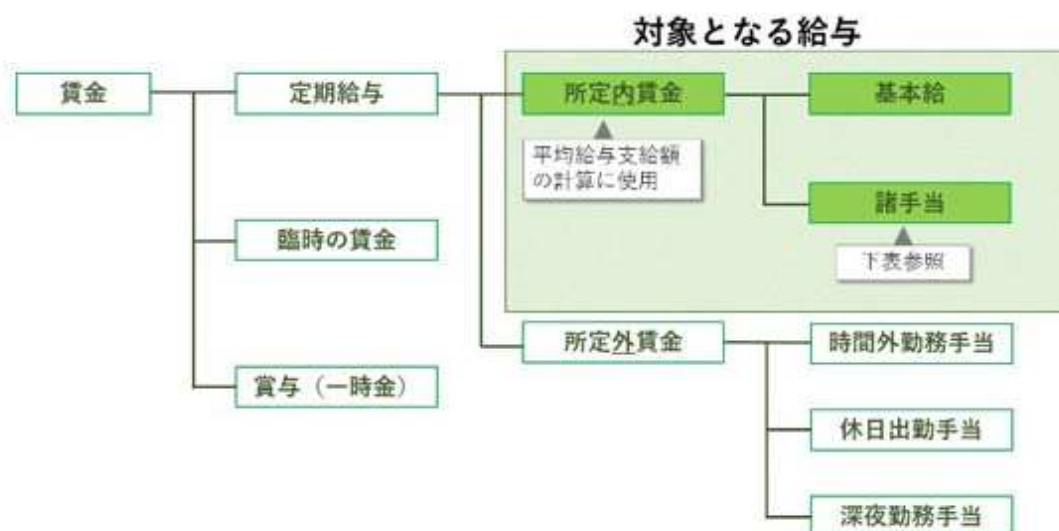 対象となる給与
賃金
定期給与
所定内賃金
基本給
平均給与支給額
の計算に使用
諸手当
臨時の賃金
下表参照
所定外賃金
時間外勤務手当
賞与（一時金）
休日出勤手当
深夜勤務手当